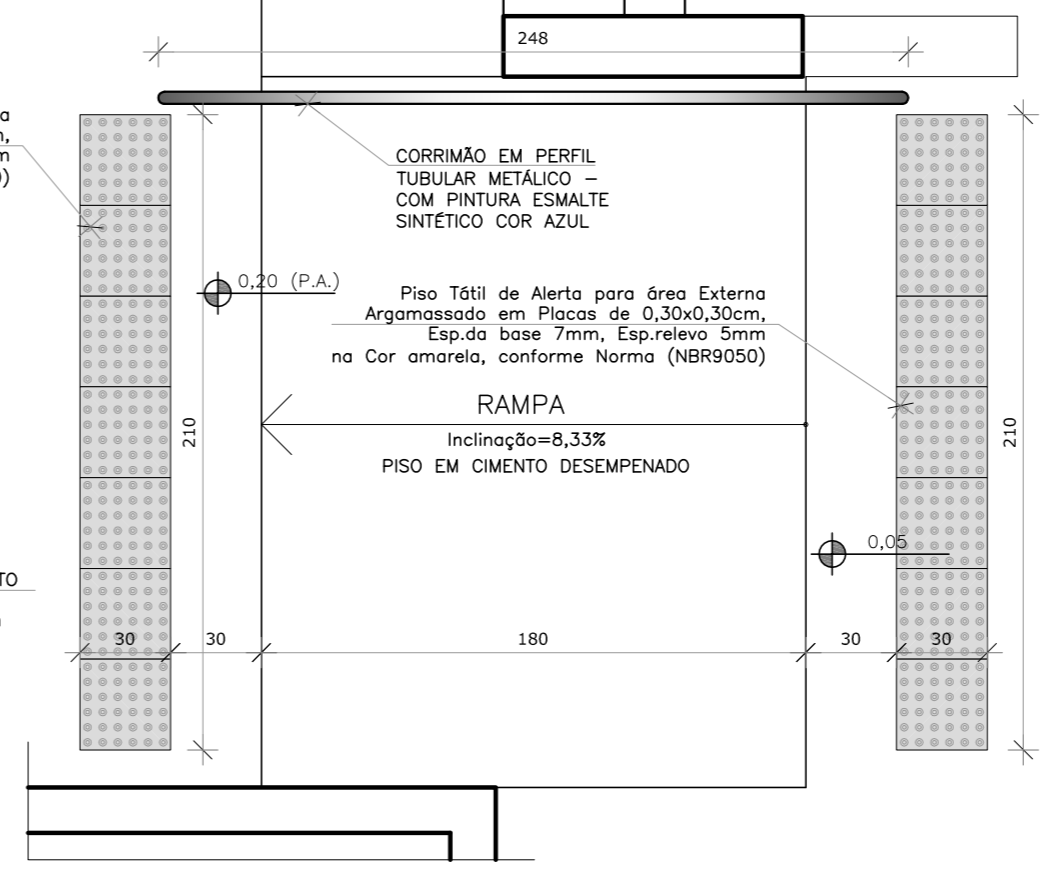 248
a
n,
m
)
CORRIMÃO EM PERFIL
TUBULAR METÁLICO –
COM PINTURA ESMALTE
SINTÉTICO COR AZUL
0,20 (P.A.)
Piso Tátil de Alerta para área Externa
Argamassado em Placas de 0,30x0,30cm,
Esp.da base 7mm, Esp.relevo 5mm
na Cor amarela, conforme Norma (NBR9050)
RAMPA
Inclinação=8,33%
PISO EM CIMENTO DESEMPENADO
210
210
0,05
TO
30
30
180
30
30